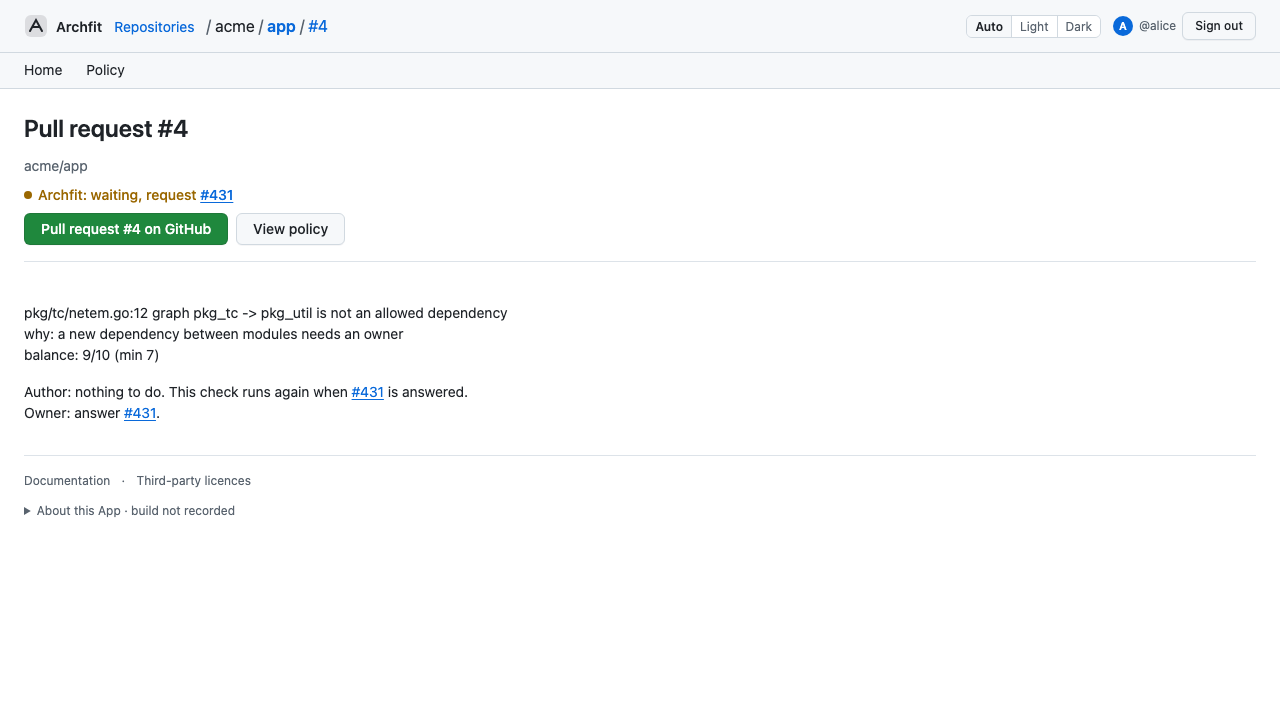 Archfit Repositories / acme / app / #4
Auto Light Dark A @alice Sign out
Home Policy
Pull request #4
acme/app
Archfit: waiting, request #431
Pull request #4 on GitHub View policy
pkg/tc/netem.go:12 graph pkg_tc -> pkg_util is not an allowed dependency
why: a new dependency between modules needs an owner
balance: 9/10 (min 7)
Author: nothing to do. This check runs again when #431 is answered.
Owner: answer #431.
Documentation · Third-party licences
About this App · build not recorded